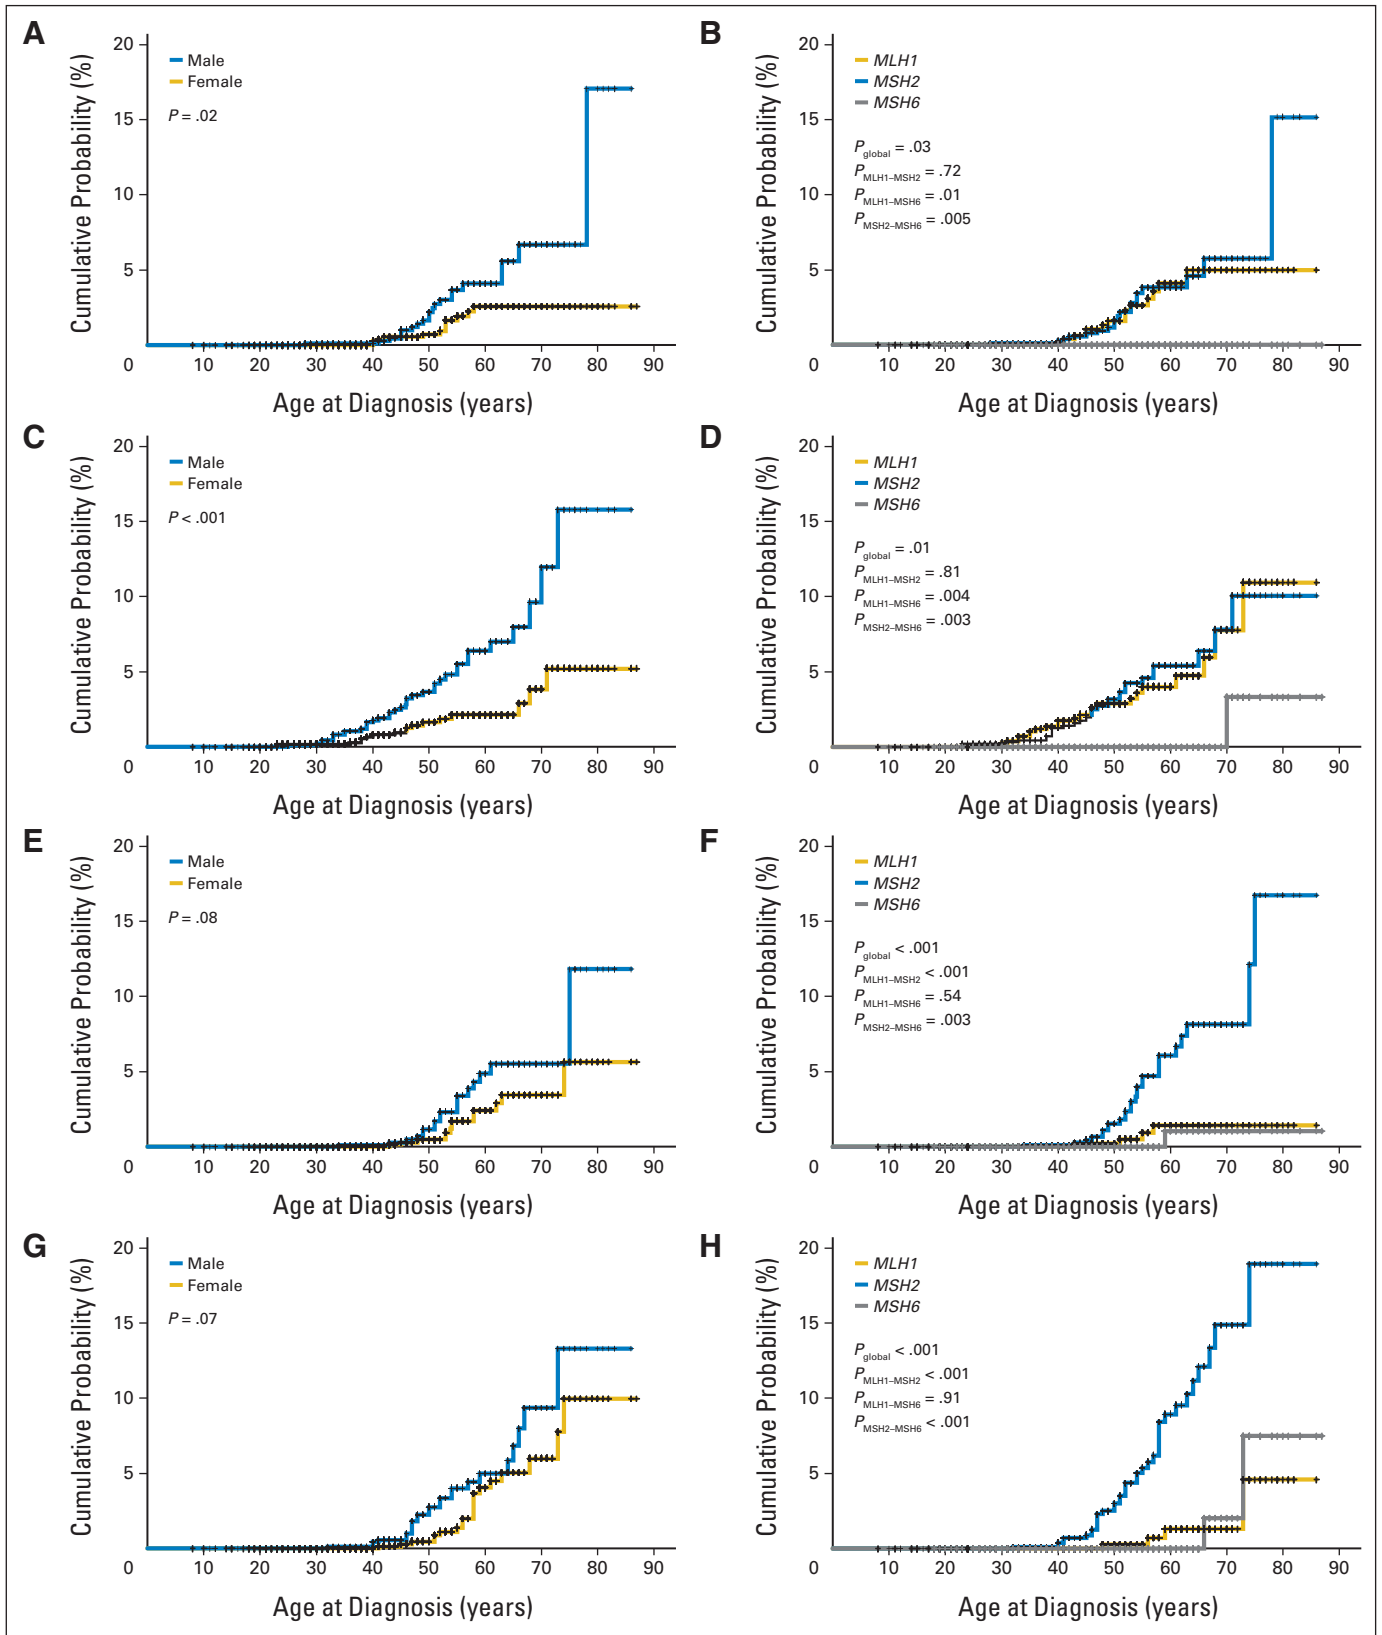 A
Cumulative Probability (%)
20
15
10
5
Male
Female
P = .02
0 10 20 30 40 50 60 70 80 90
Age at Diagnosis (years)
B
Cumulative Probability (%)
20
15
10
5
MLH1
MSH2
MSH6
Pglobal = .03
PMLH1–MSH2 = .72
PMLH1–MSH6 = .01
PMSH2–MSH6 = .005
0 10 20 30 40 50 60 70 80 90
Age at Diagnosis (years)
C
Cumulative Probability (%)
20
15
10
5
Male
Female
P < .001
0 10 20 30 40 50 60 70 80 90
Age at Diagnosis (years)
D
Cumulative Probability (%)
20
15
10
5
MLH1
MSH2
MSH6
Pglobal = .01
PMLH1–MSH2 = .81
PMLH1–MSH6 = .004
PMSH2–MSH6 = .003
0 10 20 30 40 50 60 70 80 90
Age at Diagnosis (years)
E
Cumulative Probability (%)
20
15
10
5
Male
Female
P = .08
0 10 20 30 40 50 60 70 80 90
Age at Diagnosis (years)
F
Cumulative Probability (%)
20
15
10
5
MLH1
MSH2
MSH6
Pglobal < .001
PMLH1–MSH2 < .001
PMLH1–MSH6 = .54
PMSH2–MSH6 = .003
0 10 20 30 40 50 60 70 80 90
Age at Diagnosis (years)
G
Cumulative Probability (%)
20
15
10
5
Male
Female
P = .07
0 10 20 30 40 50 60 70 80 90
Age at Diagnosis (years)
H
Cumulative Probability (%)
20
15
10
5
MLH1
MSH2
MSH6
Pglobal < .001
PMLH1–MSH2 < .001
PMLH1–MSH6 = .91
PMSH2–MSH6 < .001
0 10 20 30 40 50 60 70 80 90
Age at Diagnosis (years)